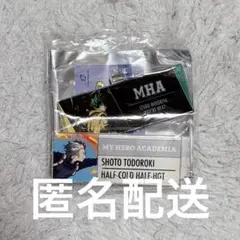 MHA
MY HERO ACADEMIA
SHOTO TODOROKI
HALF-COLD HALF-HOT
匿名配送